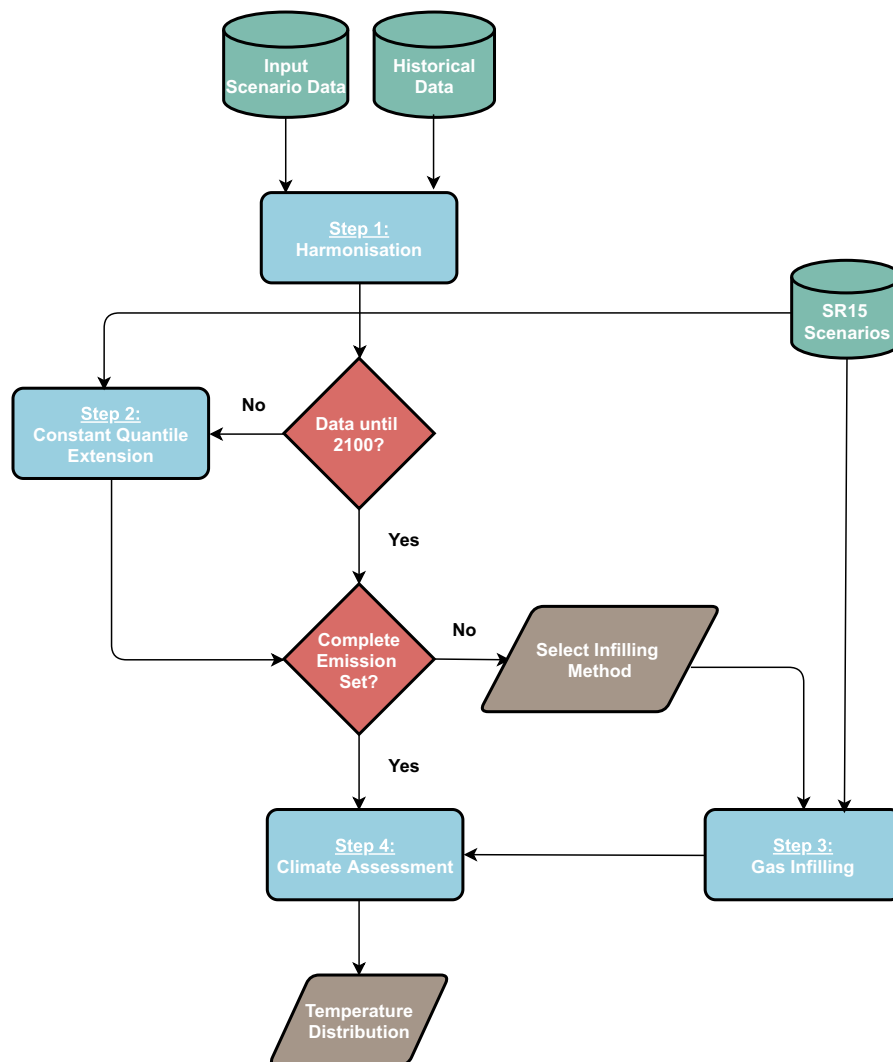 Input
Scenario Data
Historical
Data
Step 1:
Harmonisation
SR15
Scenarios
Step 2:
Constant Quantile
Extension
No
Data until
2100?
Yes
Complete
Emission
Set?
No
Select Infilling
Method
Yes
Step 4:
Climate Assessment
Step 3:
Gas Infilling
Temperature
Distribution